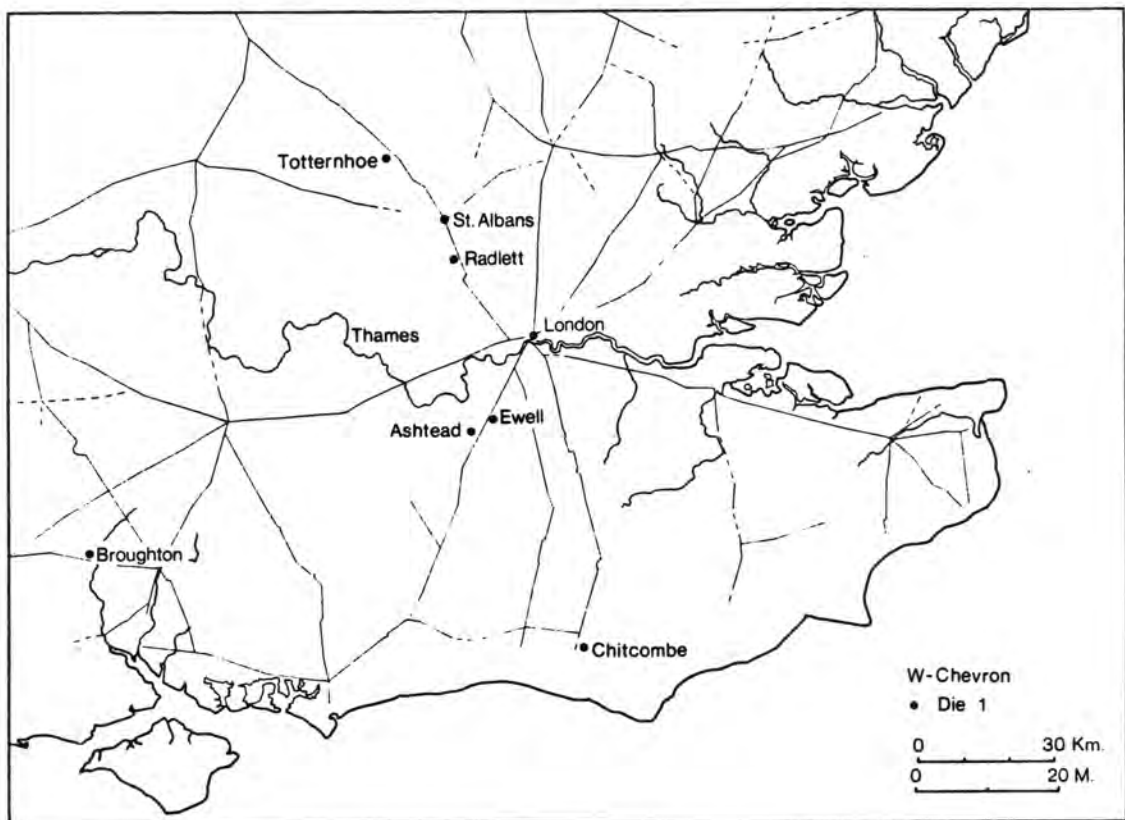 Totternhoe
St. Albans
Radlett
London
Thames
Ewell
Ashtead
Broughton
Chitcombe
W-Chevron
Die 1
0 30 Km.
0 20 M.